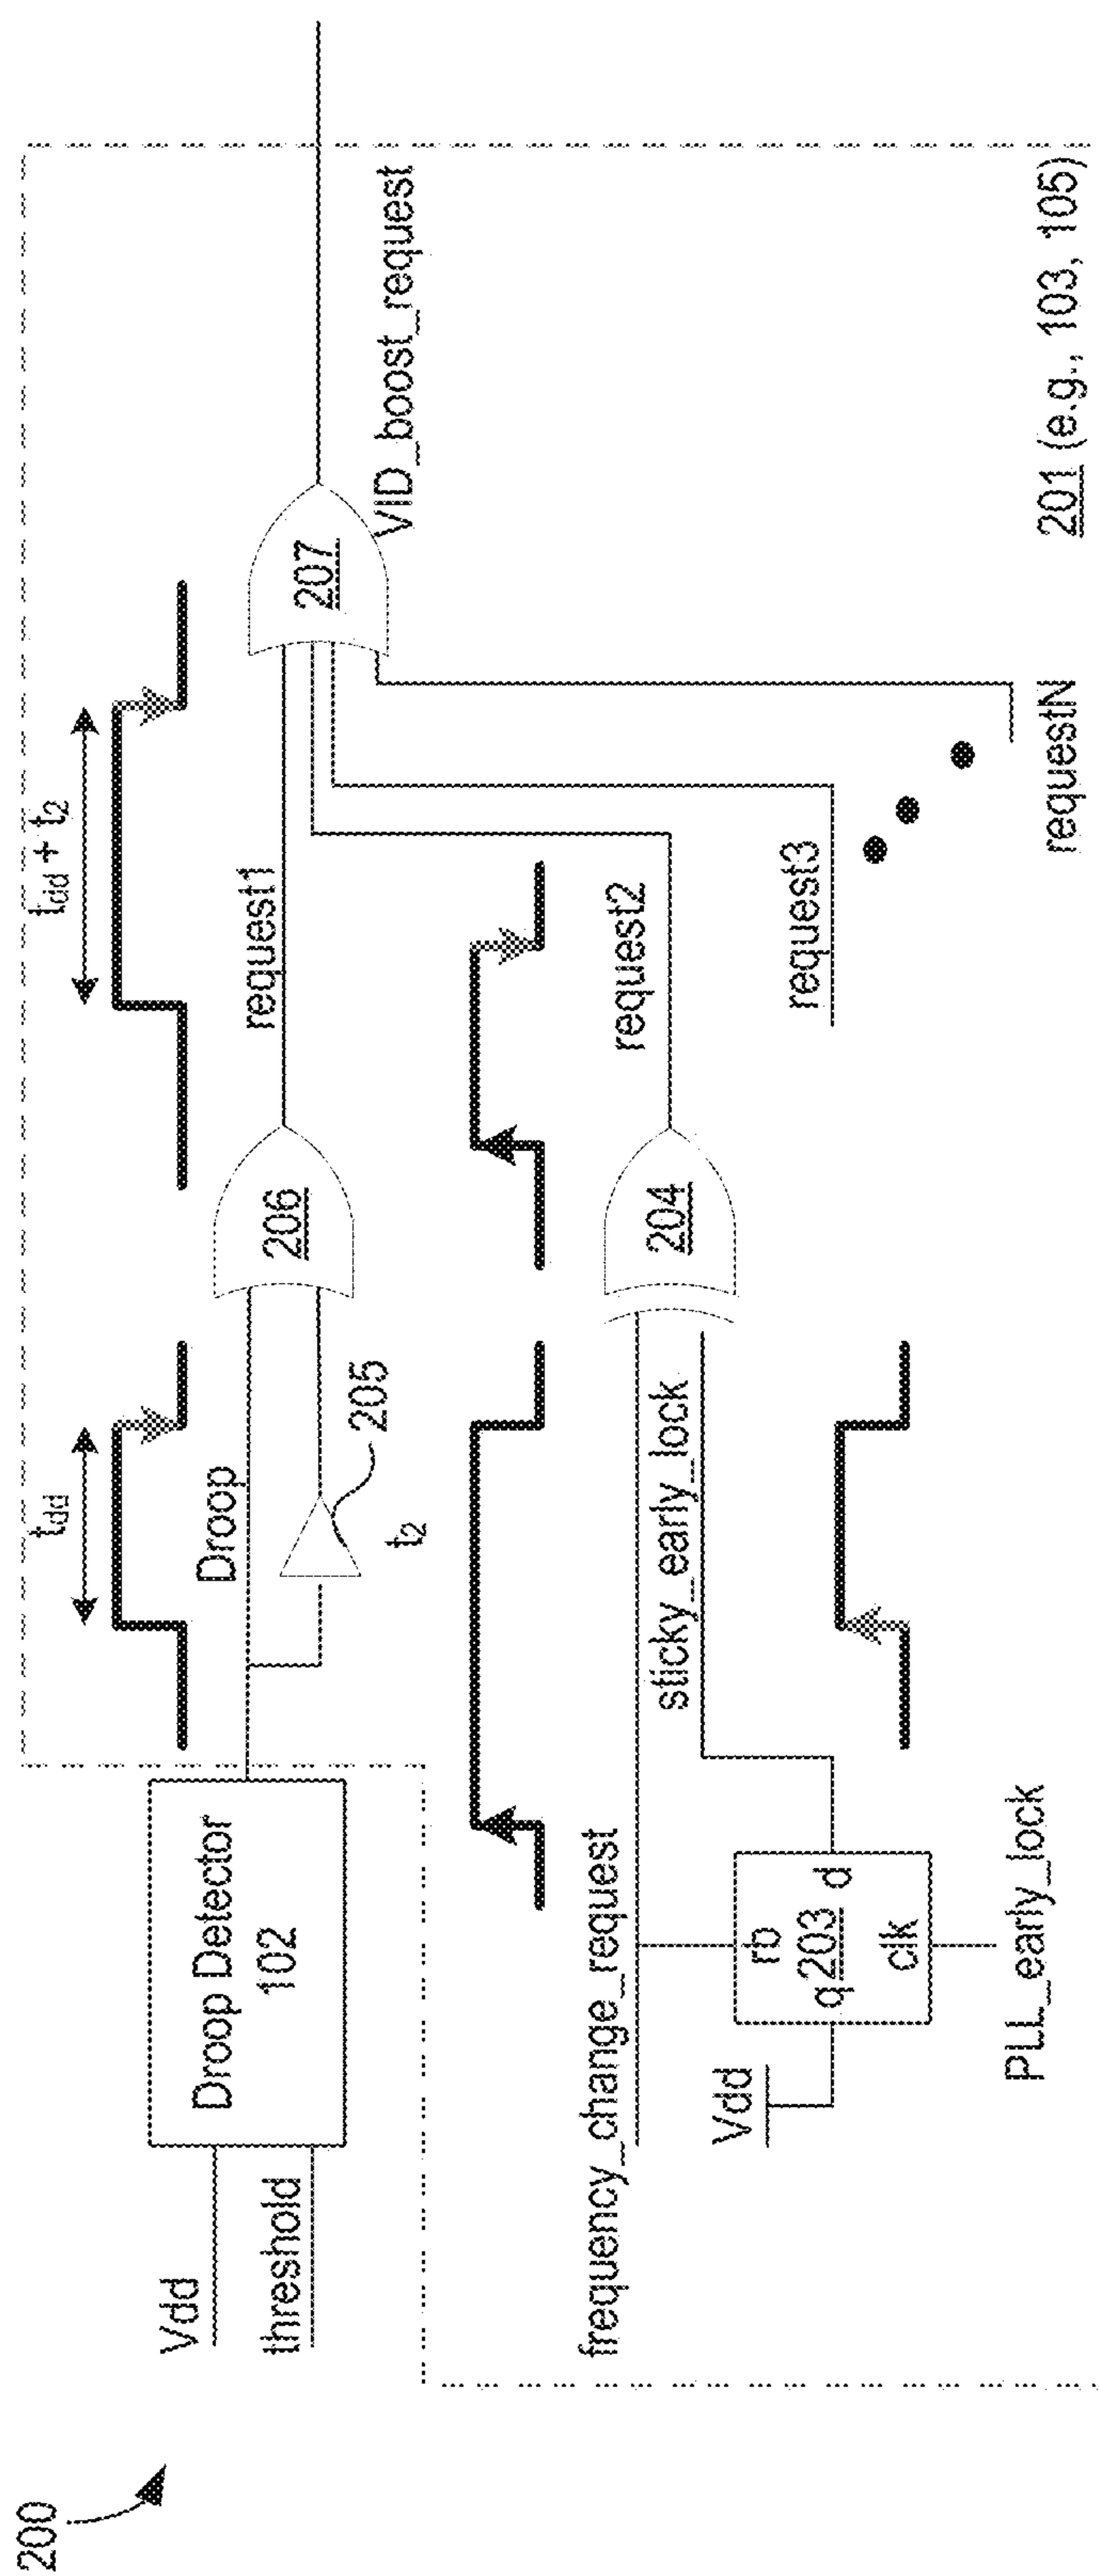 200
Vdd
threshold
Droop Detector
102
Droop
tdd
t2
205
206
tdd + t2
request1
207
VID_boost_request
frequency_change_request
Vdd
rb
q 203 d
clk
PLL_early_lock
sticky_early_lock
204
request2
request3
requestN
201 (e.g., 103, 105)